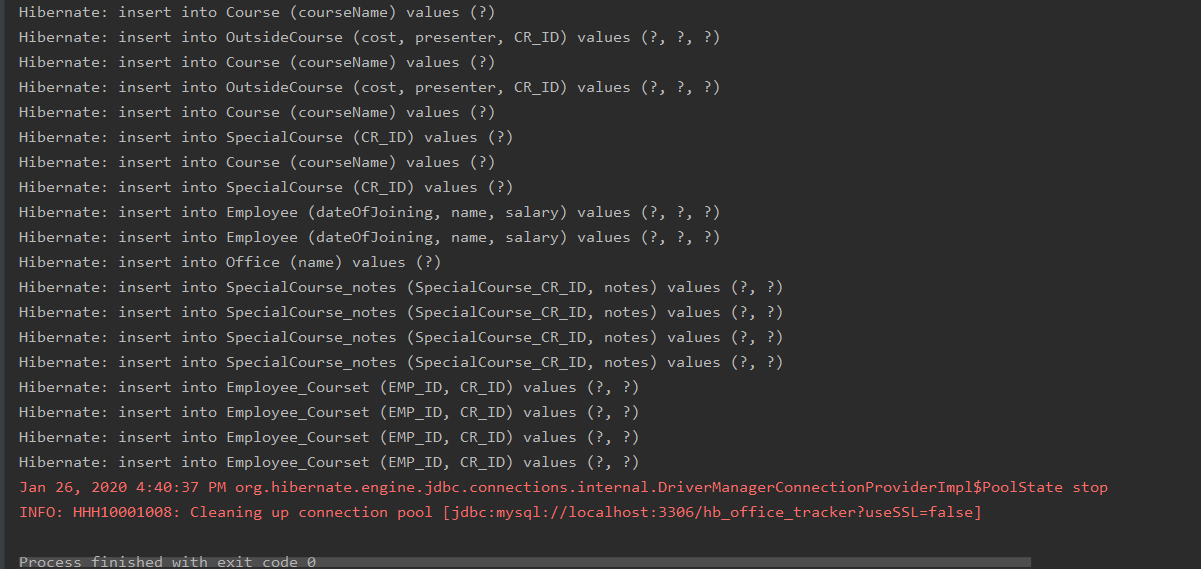 Hibernate: insert into Course (courseName) values (?)
Hibernate: insert into OutsideCourse (cost, presenter, CR_ID) values (?, ?, ?)
Hibernate: insert into Course (courseName) values (?)
Hibernate: insert into OutsideCourse (cost, presenter, CR_ID) values (?, ?, ?)
Hibernate: insert into Course (courseName) values (?)
Hibernate: insert into SpecialCourse (CR_ID) values (?)
Hibernate: insert into Course (courseName) values (?)
Hibernate: insert into SpecialCourse (CR_ID) values (?)
Hibernate: insert into Employee (dateOfJoining, name, salary) values (?, ?, ?)
Hibernate: insert into Employee (dateOfJoining, name, salary) values (?, ?, ?)
Hibernate: insert into Office (name) values (?)
Hibernate: insert into SpecialCourse_notes (SpecialCourse_CR_ID, notes) values (?, ?)
Hibernate: insert into SpecialCourse_notes (SpecialCourse_CR_ID, notes) values (?, ?)
Hibernate: insert into SpecialCourse_notes (SpecialCourse_CR_ID, notes) values (?, ?)
Hibernate: insert into SpecialCourse_notes (SpecialCourse_CR_ID, notes) values (?, ?)
Hibernate: insert into Employee_Courset (EMP_ID, CR_ID) values (?, ?)
Hibernate: insert into Employee_Courset (EMP_ID, CR_ID) values (?, ?)
Hibernate: insert into Employee_Courset (EMP_ID, CR_ID) values (?, ?)
Hibernate: insert into Employee_Courset (EMP_ID, CR_ID) values (?, ?)
Jan 26, 2020 4:40:37 PM org.hibernate.engine.jdbc.connections.internal.DriverManagerConnectionProviderImpl$PoolState stop
INFO: HHH10001008: Cleaning up connection pool [jdbc:mysql://localhost:3306/hb_office_tracker?useSSL=false]
Process finished with exit code 0